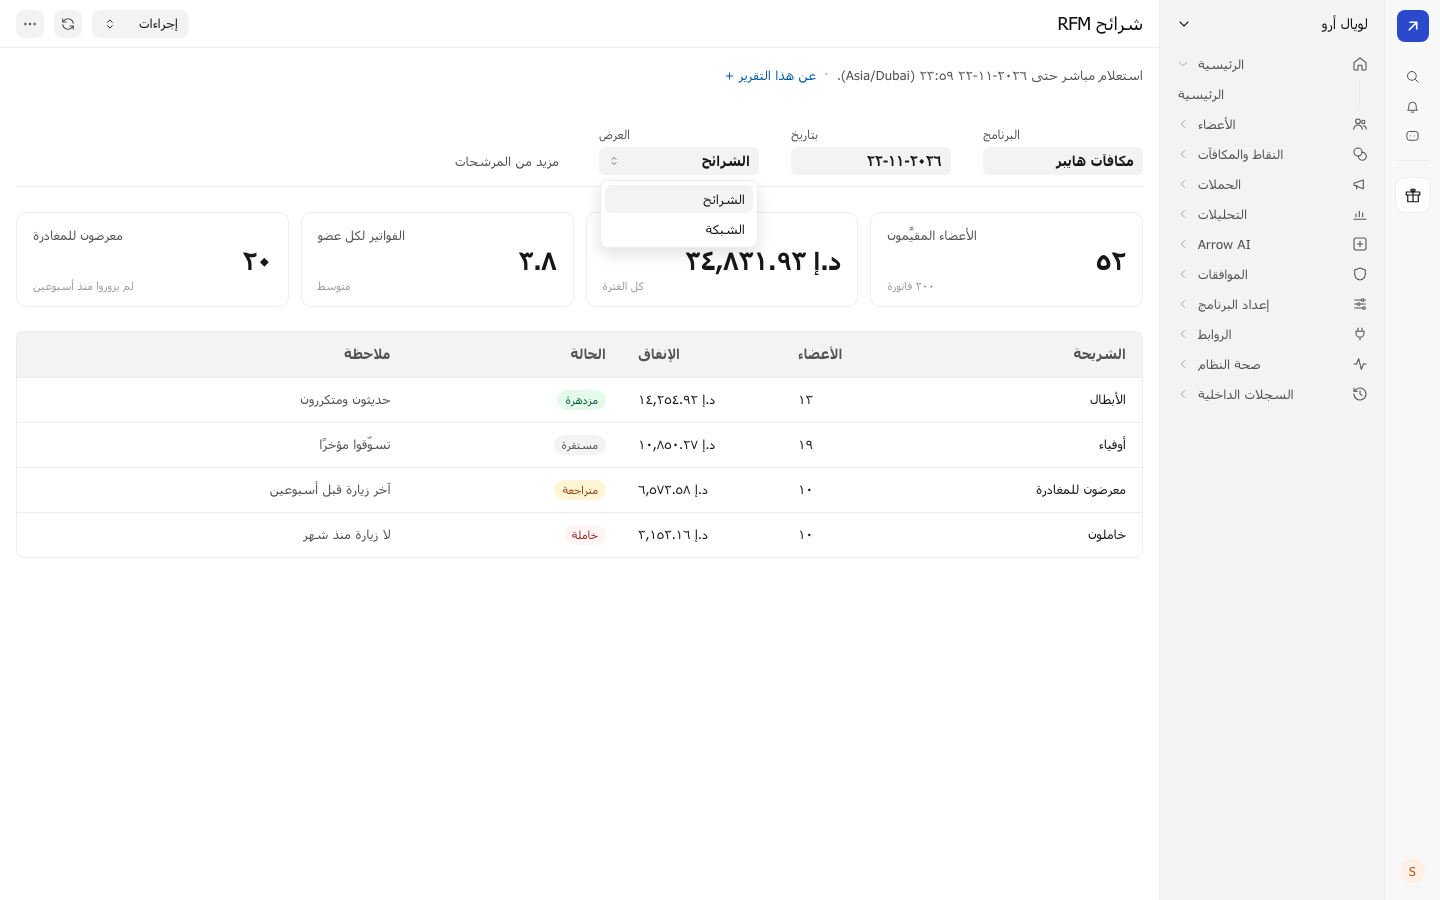 لويال أرو
الرئيسية
الرئيسية
الأعضاء
النقاط والمكافآت
الحملات
التحليلات
Arrow AI
الموافقات
إعداد البرنامج
الروابط
صحة النظام
السجلات الداخلية
S
شرائح RFM
إجراءات
استعلام مباشر حتى ٢٠٢٦-١١-٢٢ ٢٣:٥٩ (Asia/Dubai). · عن هذا التقرير +
البرنامج
مكافآت هايبر
بتاريخ
٢٠٢٦-١١-٢٢
العرض
الشرائح
مزيد من المرشحات
الشرائح
الشبكة
الأعضاء المقيَّمون
٥٢
٢٠٠ فاتورة
د.إ ٣٤,٨٣١.٩٣
كل الفترة
الفواتير لكل عضو
٣.٨
متوسط
معرضون للمغادرة
٢٠
لم يزوروا منذ أسبوعين
الشريحة الأعضاء الإنفاق الحالة ملاحظة
الأبطال ١٣ د.إ ١٤,٢٥٤.٩٢ مزدهرة حديثون ومتكررون
أوفياء ١٩ د.إ ١٠,٨٥٠.٢٧ مستقرة تسوّقوا مؤخرًا
معرضون للمغادرة ١٠ د.إ ٦,٥٧٣.٥٨ متراجعة آخر زيارة قبل أسبوعين
خاملون ١٠ د.إ ٣,١٥٣.١٦ خاملة لا زيارة منذ شهر